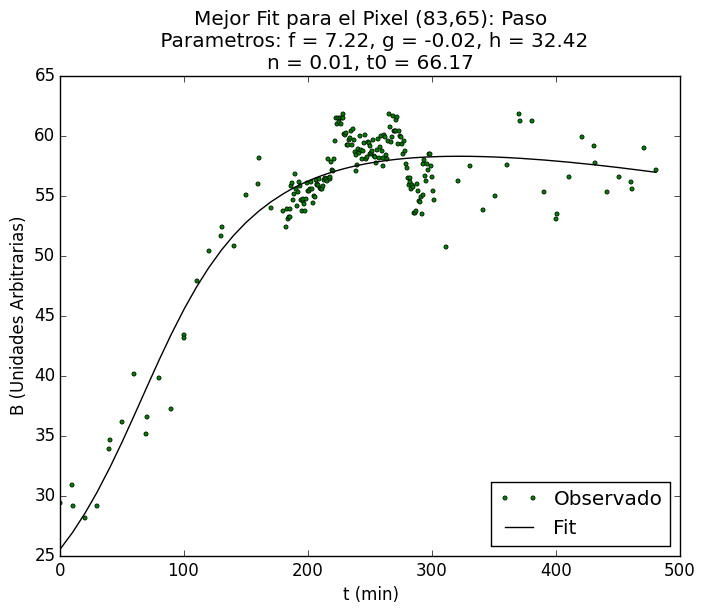 Mejor Fit para el Pixel (83,65): Paso
Parametros: f = 7.22, g = -0.02, h = 32.42
n = 0.01, t0 = 66.17
65
60
55
50
45
40
35
30
25
B (Unidades Arbitrarias)
Observado
Fit
0 100 200 300 400 500
t (min)